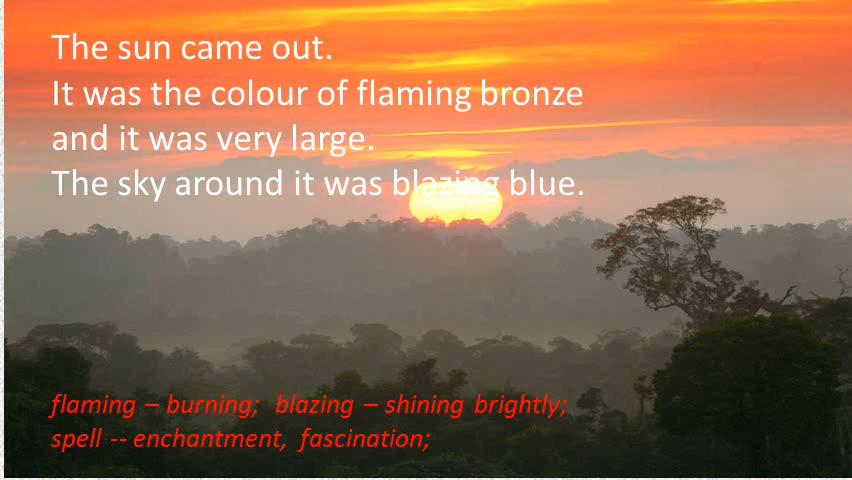 The sun came out.
It was the colour of flaming bronze
and it was very large.
The sky around it was blazing blue.
flaming – burning;  blazing – shining brightly;
spell -- enchantment,  fascination;